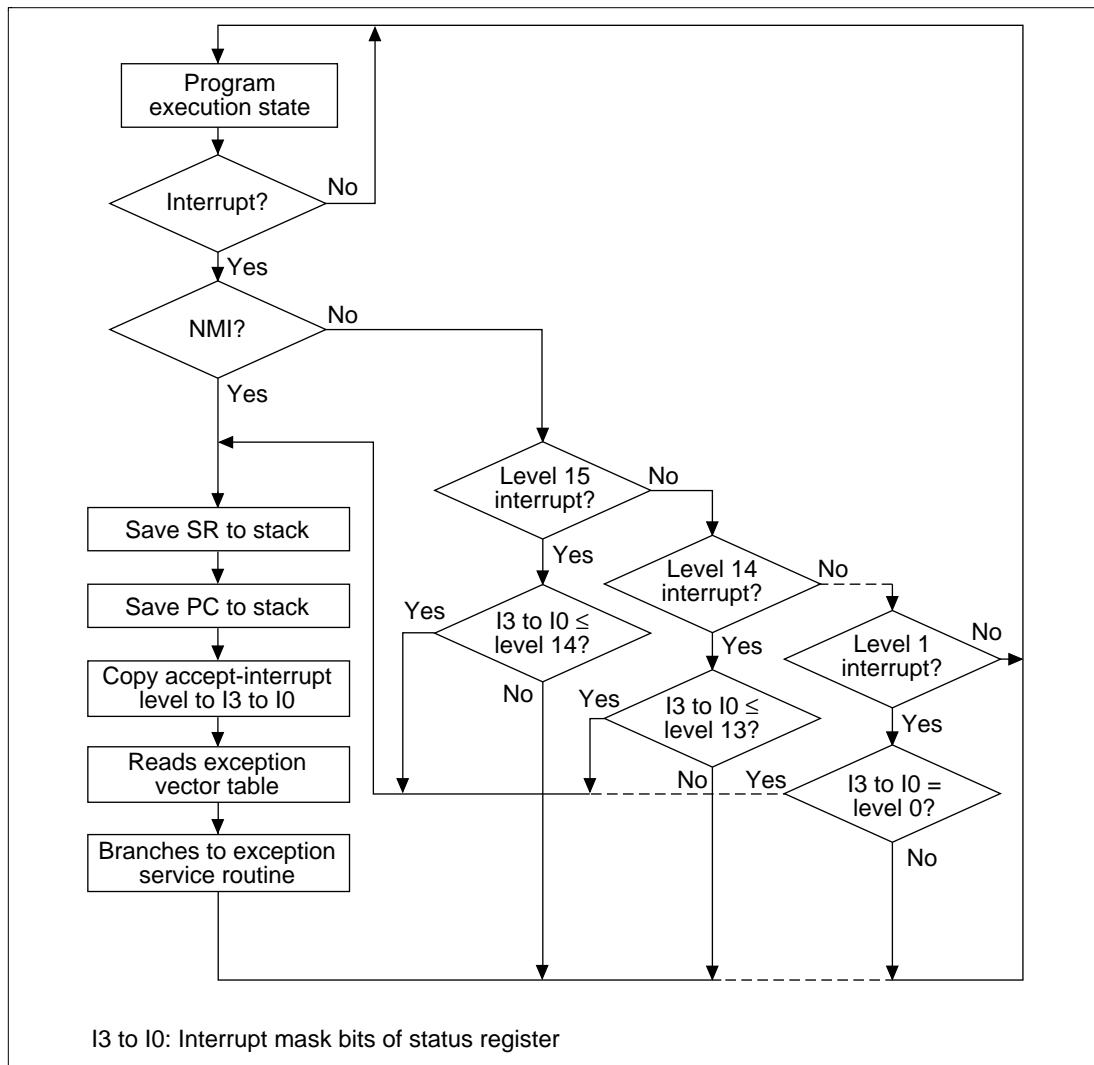 Program
execution state
Interrupt?
No
Yes
NMI?
No
Yes
Level 15
interrupt?
No
Yes
Level 14
interrupt?
No
Yes
Level 1
interrupt?
No
Yes
I3 to I0 ≤
level 14?
Yes
No
I3 to I0 ≤
level 13?
Yes
No
I3 to I0 =
level 0?
Yes
No
Save SR to stack
Save PC to stack
Copy accept-interrupt
level to I3 to I0
Reads exception
vector table
Branches to exception
service routine
I3 to I0: Interrupt mask bits of status register